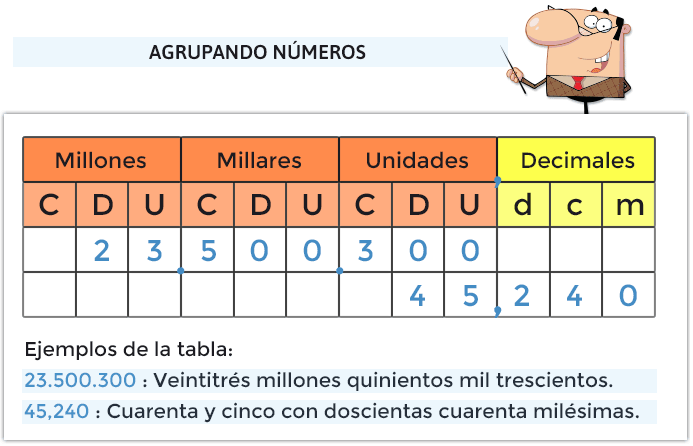 AGRUPANDO NÚMEROS
Millones Millares Unidades Decimales
C D U C D U C D U , d c m
2 3 . 5 0 0 . 3 0 0
4 5 , 2 4 0
Ejemplos de la tabla:
23.500.300 : Veintitrés millones quinientos mil trescientos.
45,240 : Cuarenta y cinco con doscientas cuarenta milésimas.